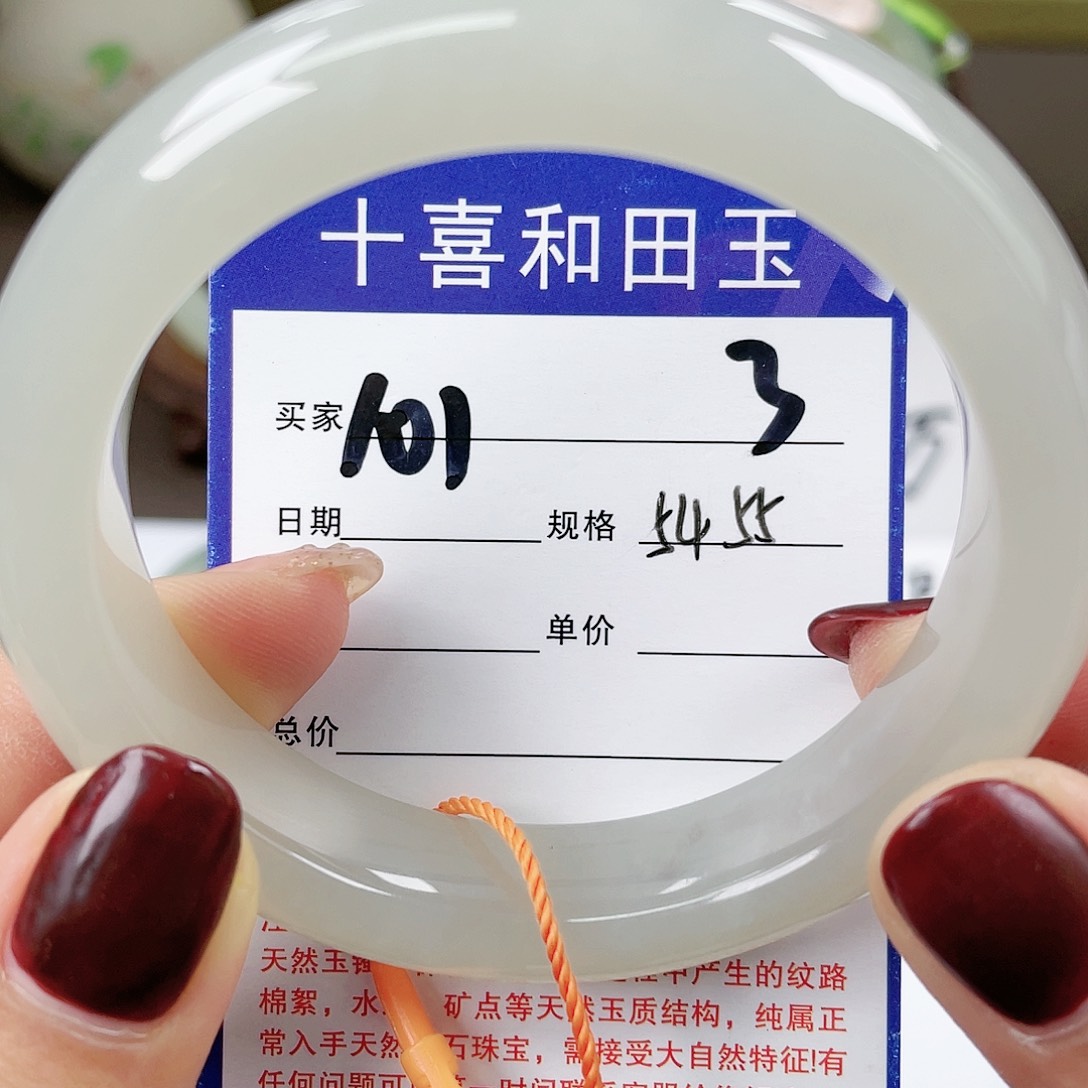 十喜和田玉
买家 101 3
日期 规格 54 55
单价
总价
天然玉 产生的纹路
棉絮，水 矿点等天然玉质结构，纯属正
常入手天然 石珠宝，需接受大自然特征!有
任何问题可